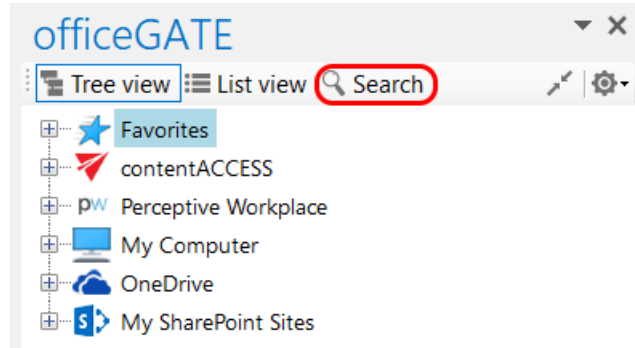 officeGATE
Tree view List view Search
Favorites
contentACCESS
pw Perceptive Workplace
My Computer
OneDrive
S My SharePoint Sites